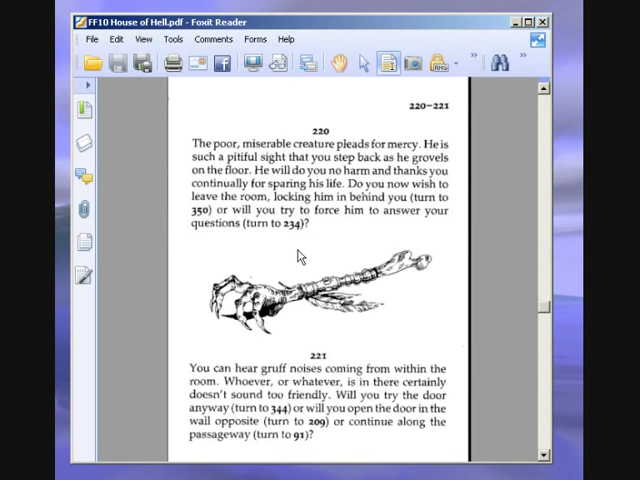 FF10 House of Hell.pdf - Foxit Reader
File Edit View Tools Comments Forms Help
220–221
220
The poor, miserable creature pleads for mercy. He is
such a pitiful sight that you step back as he grovels
on the floor. He will do you no harm and thanks you
continually for sparing his life. Do you now wish to
leave the room, locking him in behind you (turn to
350) or will you try to force him to answer your
questions (turn to 234)?
221
You can hear gruff noises coming from within the
room. Whoever, or whatever, is in there certainly
doesn't sound too friendly. Will you try the door
anyway (turn to 344) or will you open the door in the
wall opposite (turn to 209) or continue along the
passageway (turn to 91)?